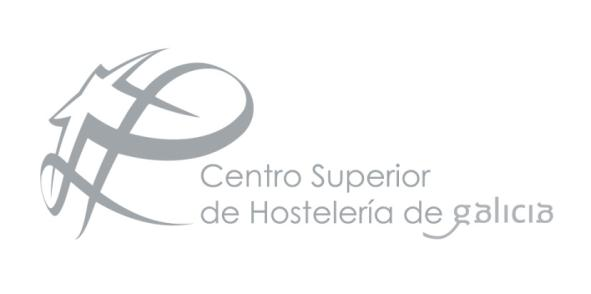 Centro Superior
de Hostelería de galicia